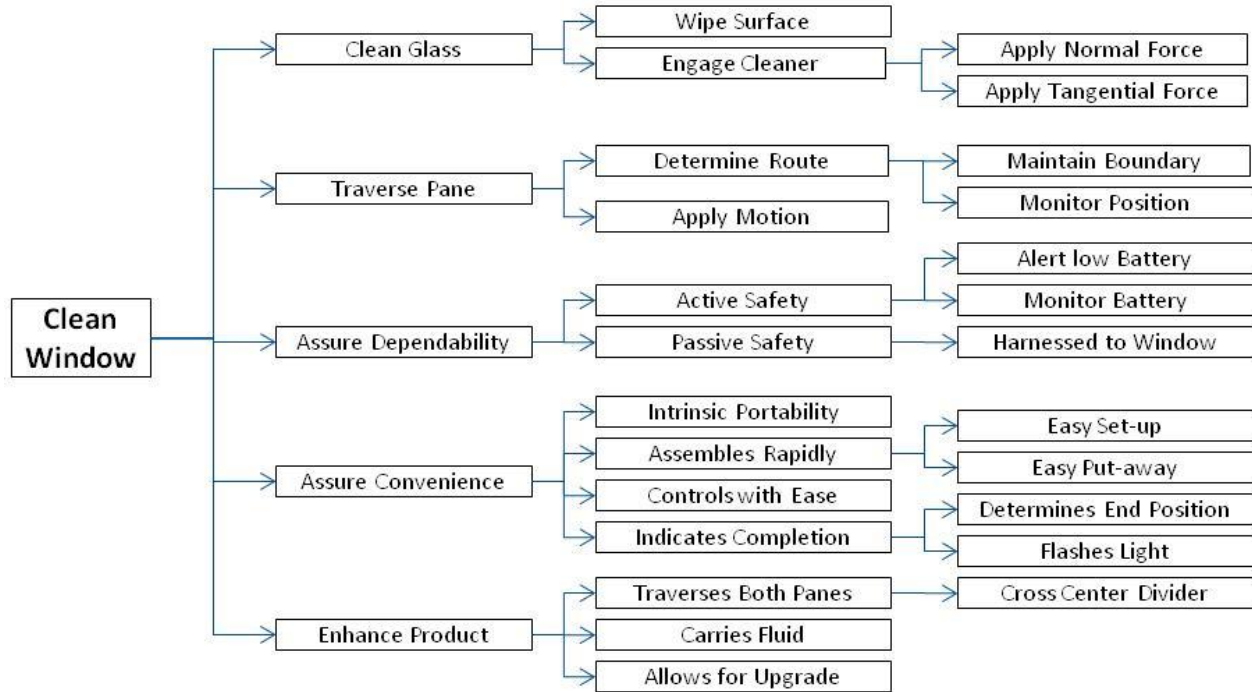 Clean
Window
Clean Glass
Wipe Surface
Engage Cleaner
Apply Normal Force
Apply Tangential Force
Traverse Pane
Determine Route
Maintain Boundary
Monitor Position
Apply Motion
Assure Dependability
Active Safety
Alert low Battery
Monitor Battery
Passive Safety
Harnessed to Window
Assure Convenience
Intrinsic Portability
Assembles Rapidly
Easy Set-up
Easy Put-away
Controls with Ease
Indicates Completion
Determines End Position
Flashes Light
Enhance Product
Traverses Both Panes
Cross Center Divider
Carries Fluid
Allows for Upgrade